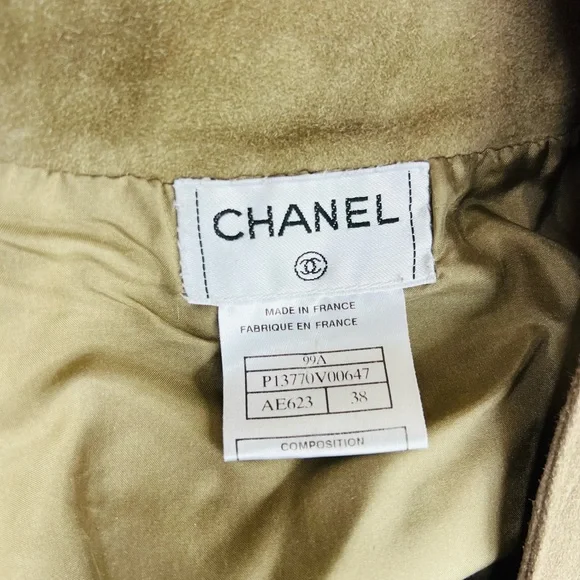 CHANEL
MADE IN FRANCE
FABRIQUE EN FRANCE
99A
P13770V00647
AE623 38
COMPOSITION